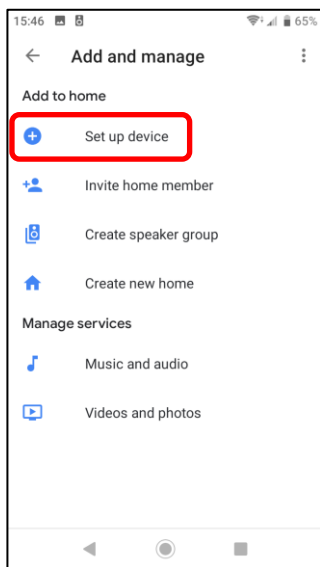 15:46 65%
Add and manage
Add to home
Set up device
Invite home member
Create speaker group
Create new home
Manage services
Music and audio
Videos and photos